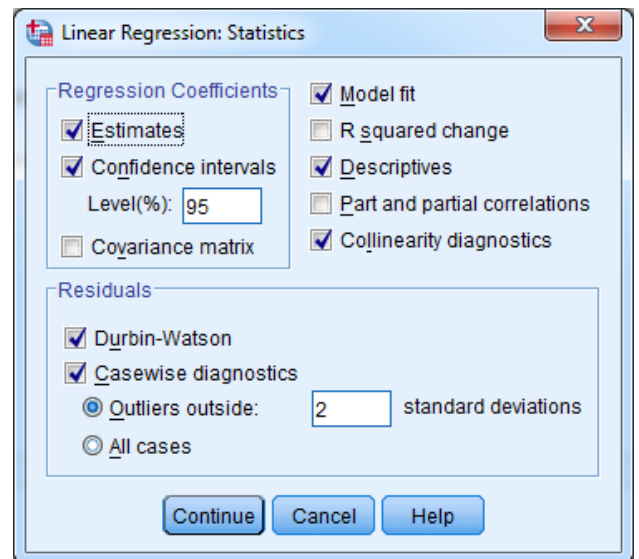 Linear Regression: Statistics
Regression Coefficients
Estimates
Confidence intervals
Level(%): 95
Covariance matrix
Model fit
R squared change
Descriptives
Part and partial correlations
Collinearity diagnostics
Residuals
Durbin-Watson
Casewise diagnostics
Outliers outside: 2 standard deviations
All cases
Continue Cancel Help